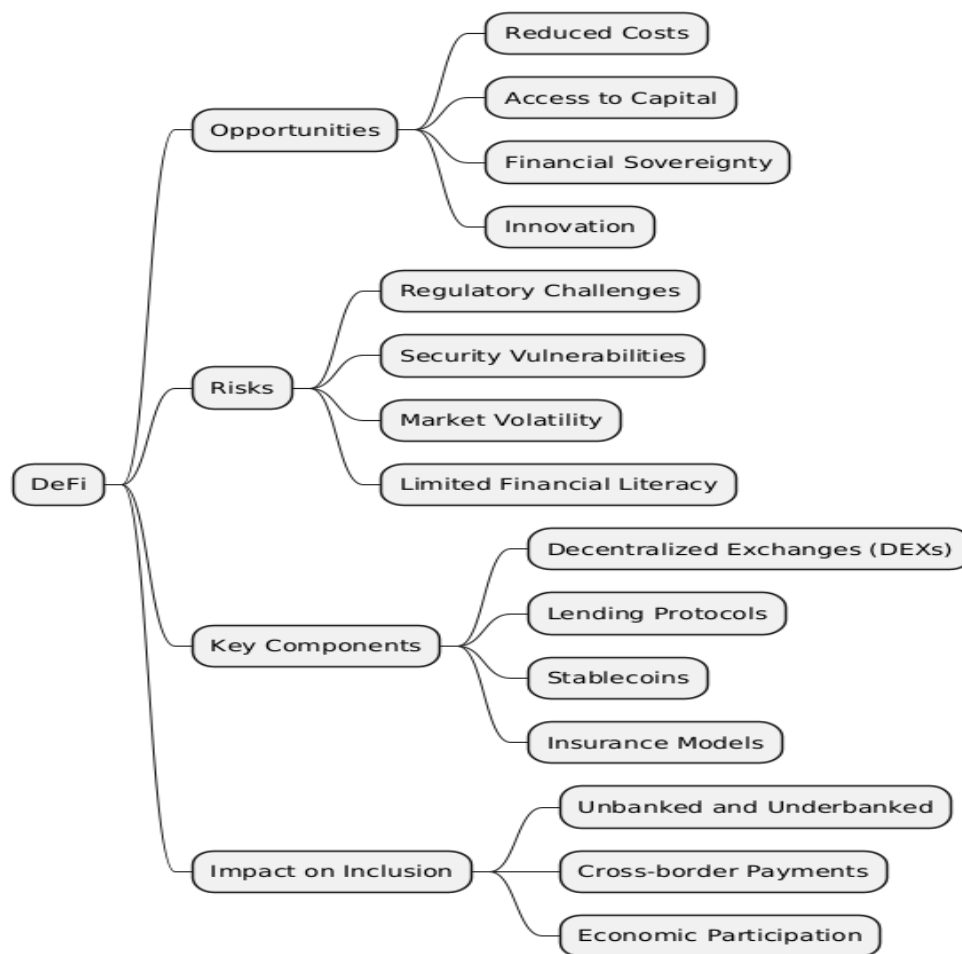 Reduced Costs
Access to Capital
Opportunities
Financial Sovereignty
Innovation
Regulatory Challenges
Security Vulnerabilities
Risks
Market Volatility
Limited Financial Literacy
DeFi
Decentralized Exchanges (DEXs)
Lending Protocols
Key Components
Stablecoins
Insurance Models
Unbanked and Underbanked
Impact on Inclusion
Cross-border Payments
Economic Participation